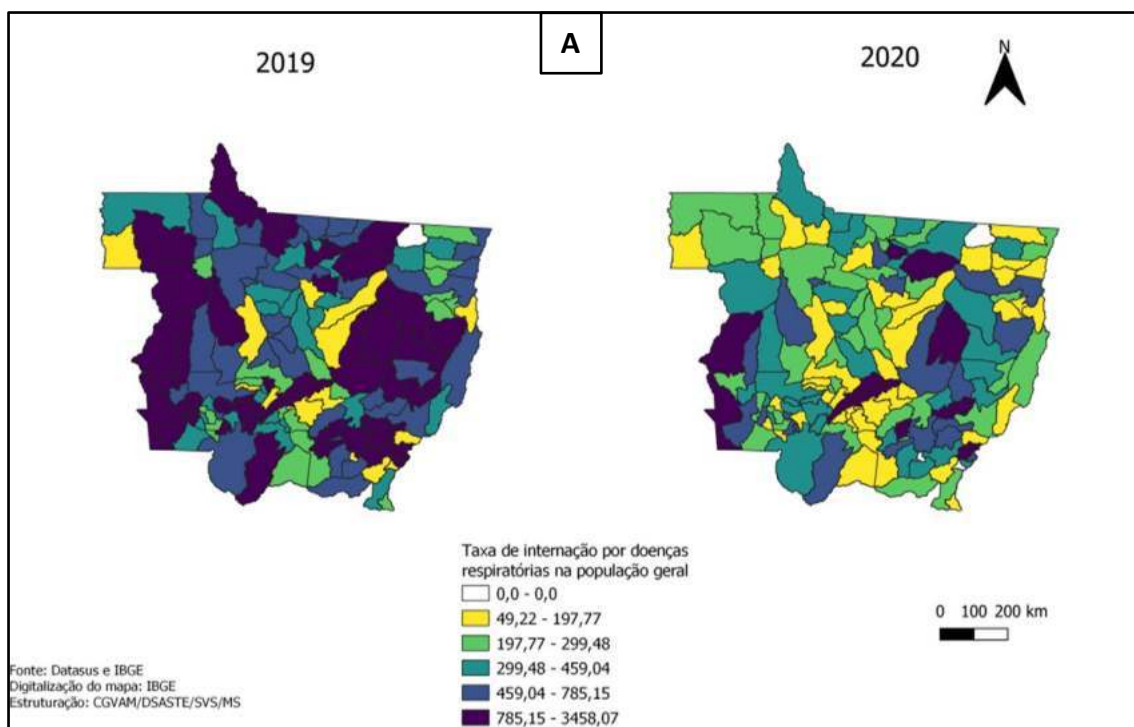 A
2019
2020
N
Taxa de internação por doenças
respiratórias na população geral
0,0 - 0,0
49,22 - 197,77
197,77 - 299,48
299,48 - 459,04
459,04 - 785,15
785,15 - 3458,07
0 100 200 km
Fonte: Datasus e IBGE
Digitalização do mapa: IBGE
Estruturação: CGVAM/DSASTE/SVS/MS